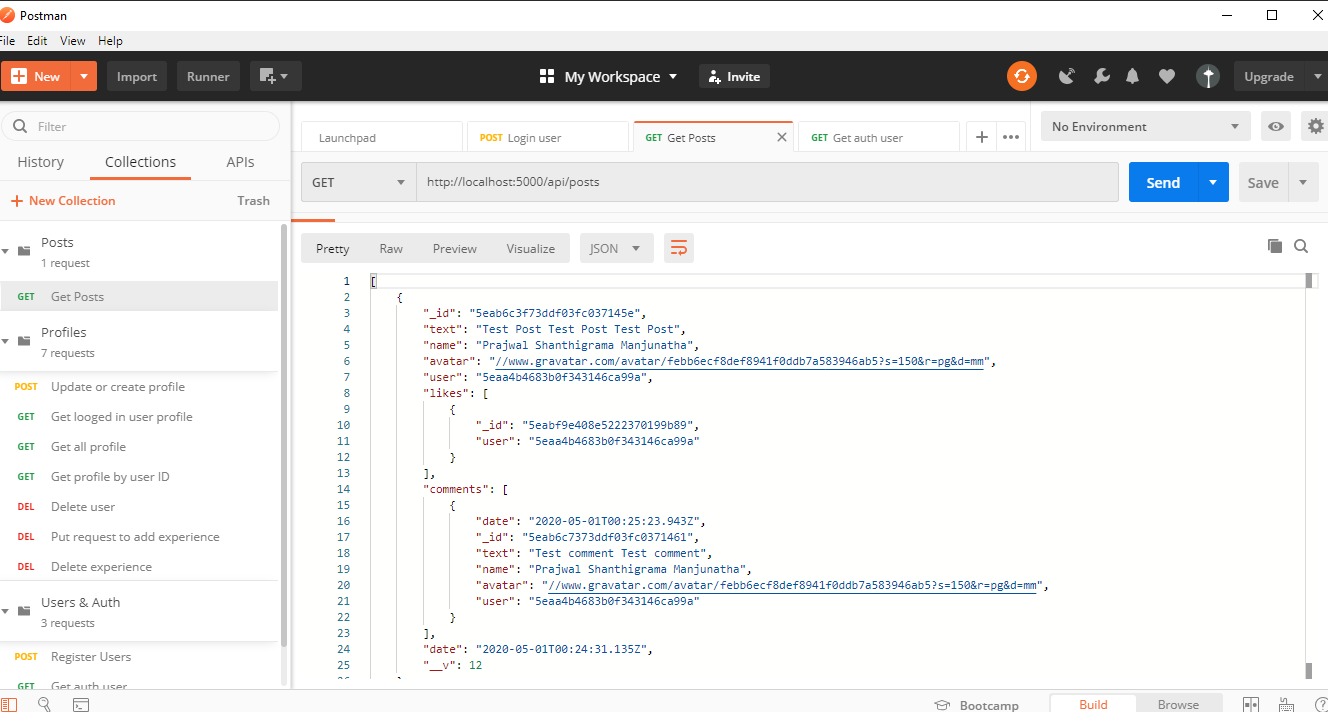 Postman
File Edit View Help
New Import Runner My Workspace Invite Upgrade
Filter
History Collections APIs
New Collection Trash
Posts
1 request
GET Get Posts
Profiles
7 requests
POST Update or create profile
GET Get looged in user profile
GET Get all profile
GET Get profile by user ID
DEL Delete user
DEL Put request to add experience
DEL Delete experience
Users & Auth
3 requests
POST Register Users
GET Get auth user
Launchpad POST Login user GET Get Posts GET Get auth user No Environment
GET http://localhost:5000/api/posts Send Save
Pretty Raw Preview Visualize JSON
1 [
2 {
3 "_id": "5eab6c3f73ddf03fc037145e",
4 "text": "Test Post Test Post Test Post",
5 "name": "Prajwal Shanthigrama Manjunatha",
6 "avatar": "//www.gravatar.com/avatar/febb6ecf8def8941f0ddb7a583946ab5?s=150&r=pg&d=mm",
7 "user": "5eaa4b4683b0f343146ca99a",
8 "likes": [
9 {
10 "_id": "5eabf9e408e5222370199b89",
11 "user": "5eaa4b4683b0f343146ca99a"
12 }
13 ],
14 "comments": [
15 {
16 "date": "2020-05-01T00:25:23.943Z",
17 "_id": "5eab6c7373ddf03fc0371461",
18 "text": "Test comment Test comment",
19 "name": "Prajwal Shanthigrama Manjunatha",
20 "avatar": "//www.gravatar.com/avatar/febb6ecf8def8941f0ddb7a583946ab5?s=150&r=pg&d=mm",
21 "user": "5eaa4b4683b0f343146ca99a"
22 }
23 ],
24 "date": "2020-05-01T00:24:31.135Z",
25 "__v": 12
Bootcamp Build Browse